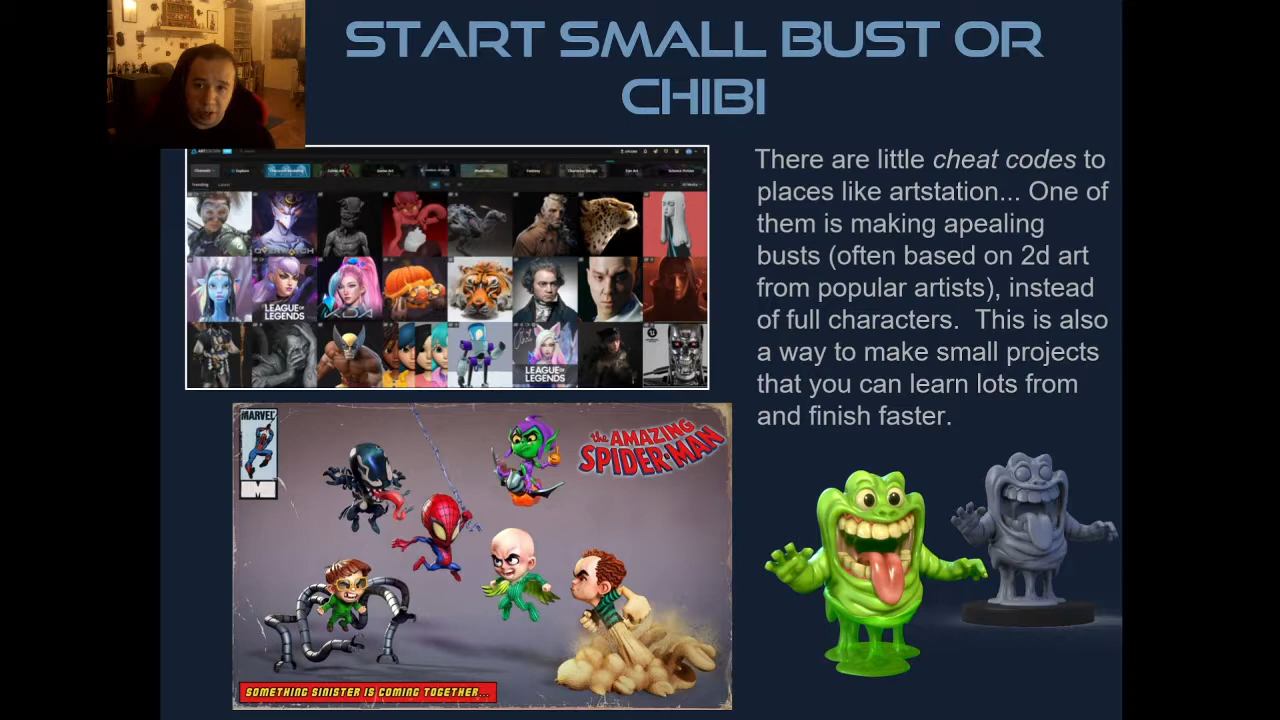 START SMALL BUST OR
CHIBI
There are little cheat codes to
places like artstation... One of
them is making apealing
busts (often based on 2d art
from popular artists), instead
of full characters.  This is also
a way to make small projects
that you can learn lots from
and finish faster.
OVERWATCH
LEAGUE OF
LEGENDS
LEAGUE OF
LEGENDS
MARVEL
M
the AMAZING
SPIDER-MAN
SOMETHING SINISTER IS COMING TOGETHER...